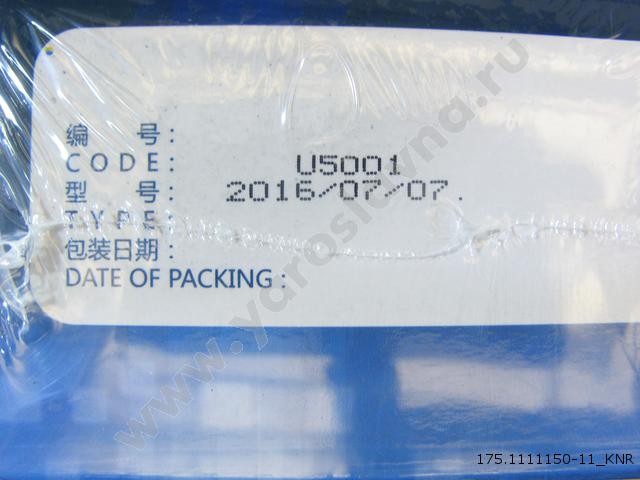 编 号：
CODE： U5001
型 号： 2016/07/07.
TYPE：
包装日期：
DATE OF PACKING：
www.yaroslavna.ru
175.1111150-11_KNR